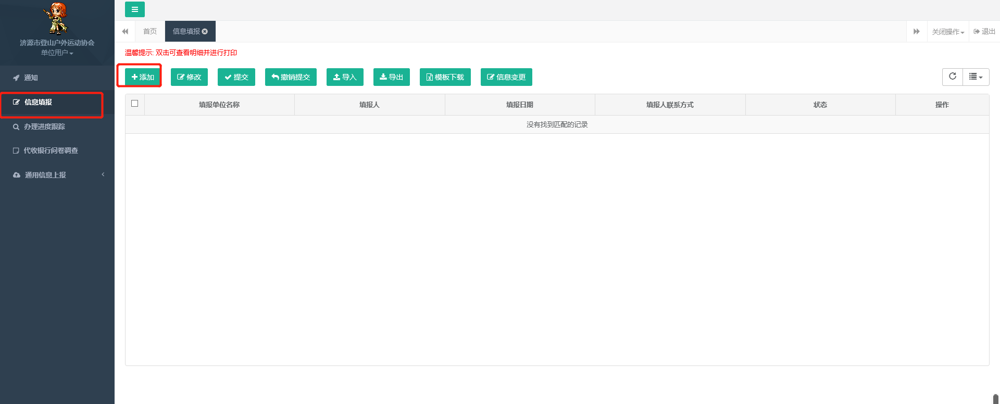 济源市登山户外运动协会
单位用户
通知
信息填报
办理进度跟踪
代收银行问卷调查
通用信息上报
首页 信息填报 关闭操作 退出
温馨提示: 双击可查看明细并进行打印
添加 修改 提交 撤销提交 导入 导出 模板下载 信息变更
填报单位名称 填报人 填报日期 填报人联系方式 状态 操作
没有找到匹配的记录